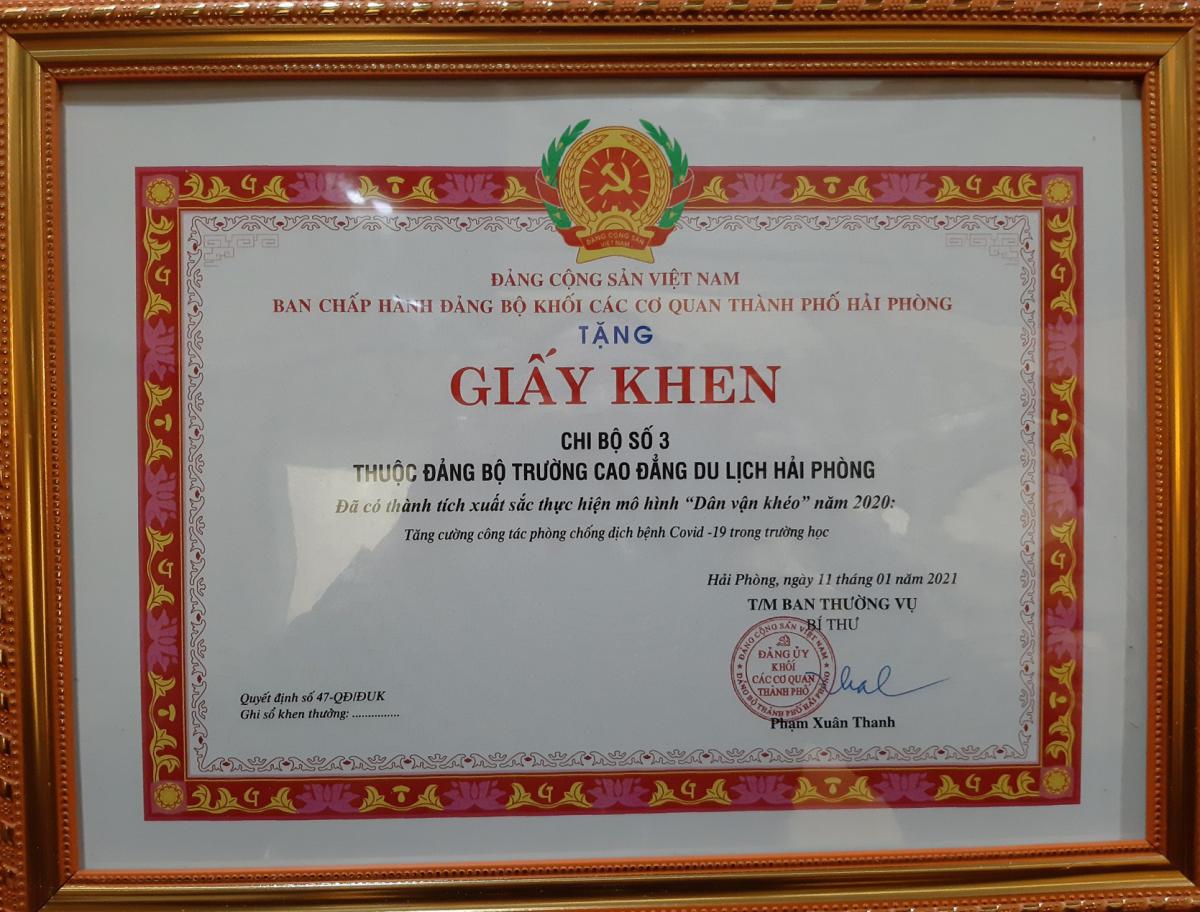 ĐẢNG CỘNG SẢN
VIỆT NAM
ĐẢNG CỘNG SẢN VIỆT NAM
BAN CHẤP HÀNH ĐẢNG BỘ KHỐI CÁC CƠ QUAN THÀNH PHỐ HẢI PHÒNG
TẶNG
GIẤY KHEN
CHI BỘ SỐ 3
THUỘC ĐẢNG BỘ TRƯỜNG CAO ĐẲNG DU LỊCH HẢI PHÒNG
Đã có thành tích xuất sắc thực hiện mô hình “Dân vận khéo” năm 2020:
Tăng cường công tác phòng chống dịch bệnh Covid -19 trong trường học
Hải Phòng, ngày 11 tháng 01 năm 2021
T/M BAN THƯỜNG VỤ
BÍ THƯ
ĐẢNG CỘNG SẢN VIỆT NAM
ĐẢNG ỦY
KHỐI
CÁC CƠ QUAN
THÀNH PHỐ
ĐẢNG BỘ THÀNH PHỐ HẢI PHÒNG
Phạm Xuân Thanh
Quyết định số 47-QĐ/ĐUK
Ghi sổ khen thưởng: ...............